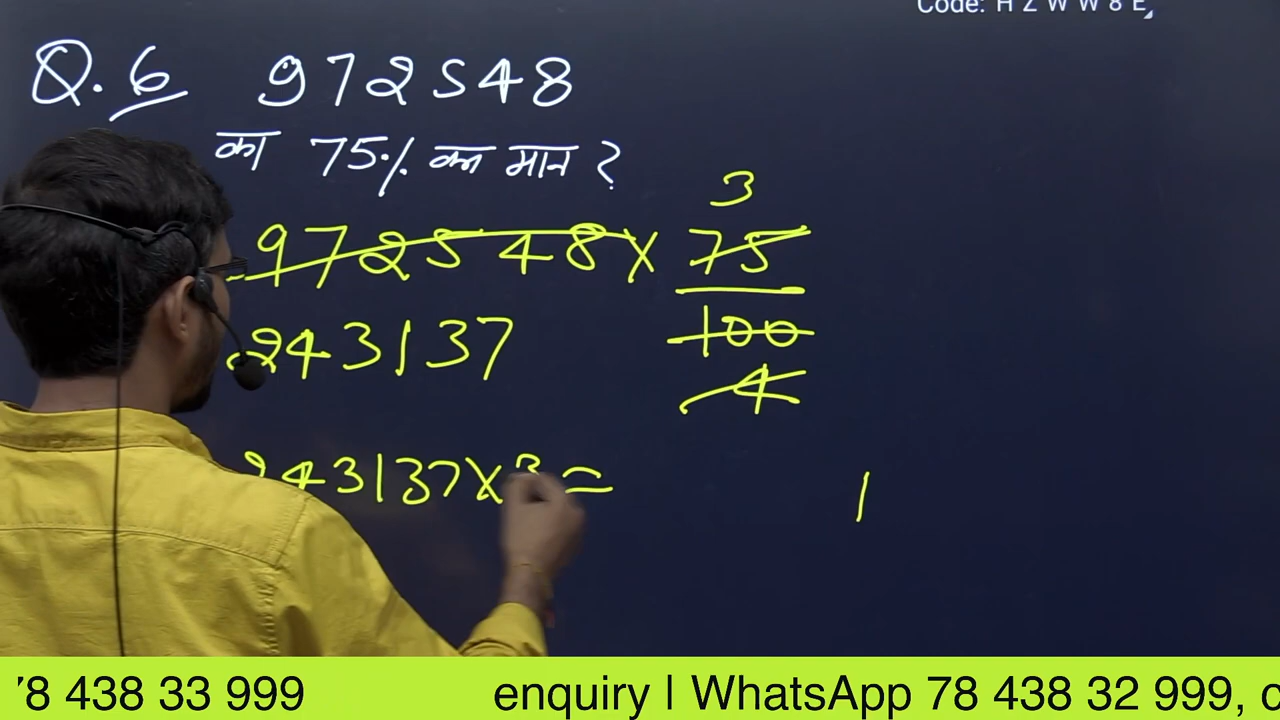 Code: HZWW8E
Q.6 972548
का 75% का मान ?
3
972548 × 75
100
243137
4
243137 × 3 =
1
78 438 33 999 enquiry | WhatsApp 78 438 32 999, c